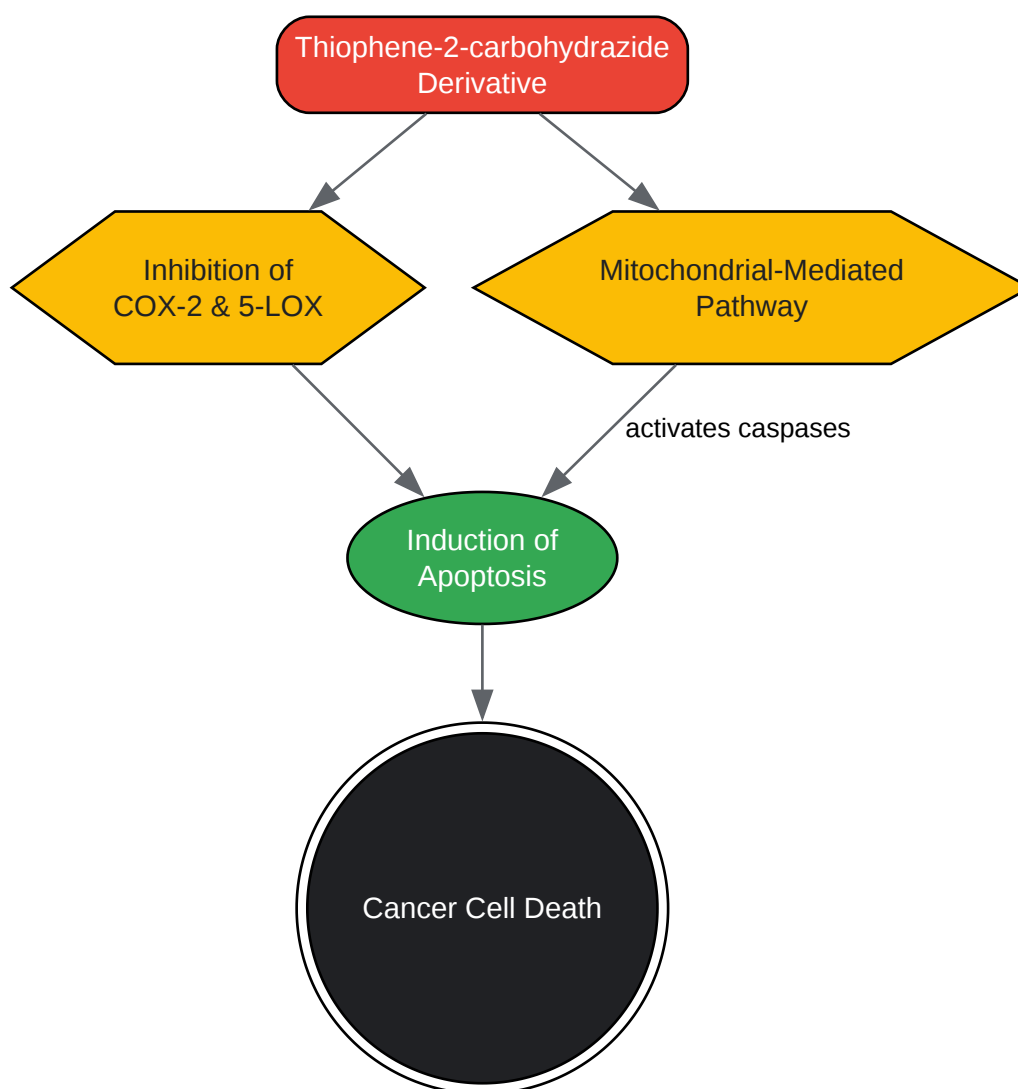 Thiophene-2-carbohydrazide
Derivative
Inhibition of
COX-2 & 5-LOX
Mitochondrial-Mediated
Pathway
activates caspases
Induction of
Apoptosis
Cancer Cell Death